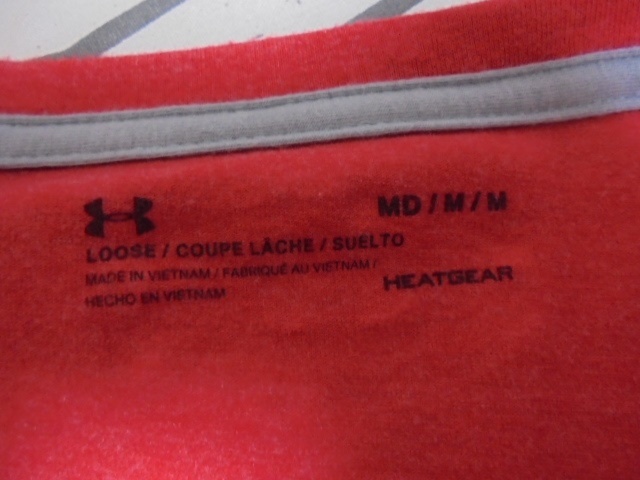 MD / M / M
LOOSE / COUPE LÂCHE / SUELTO
MADE IN VIETNAM / FABRIQUÉ AU VIETNAM /
HECHO EN VIETNAM
HEATGEAR